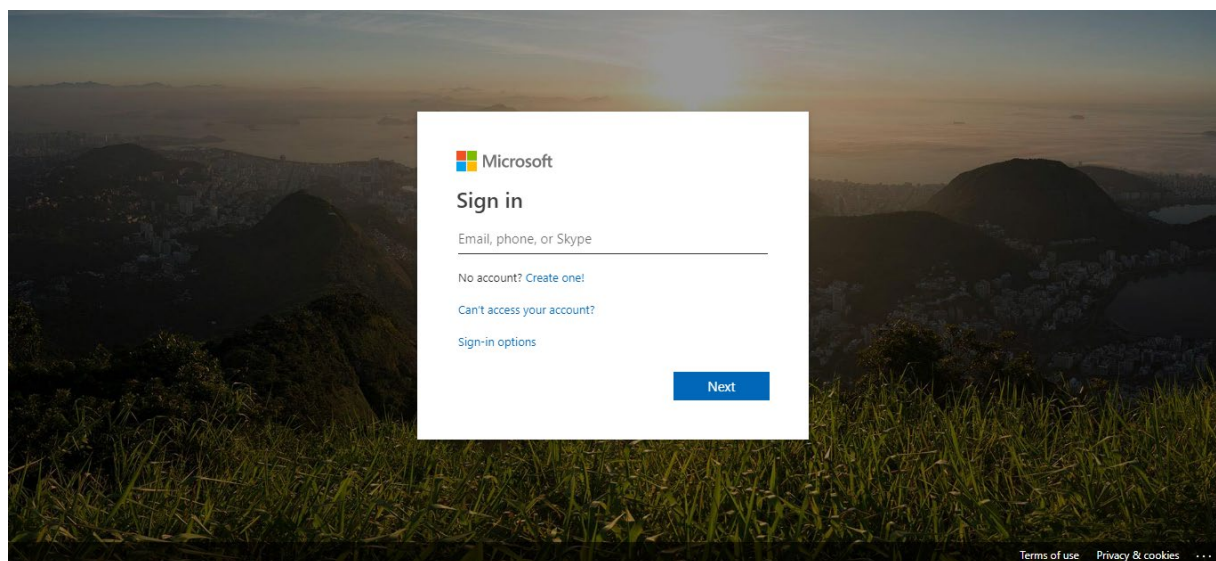 Microsoft
Sign in
Email, phone, or Skype
No account? Create one!
Can't access your account?
Sign-in options
Next
Terms of use Privacy & cookies ...